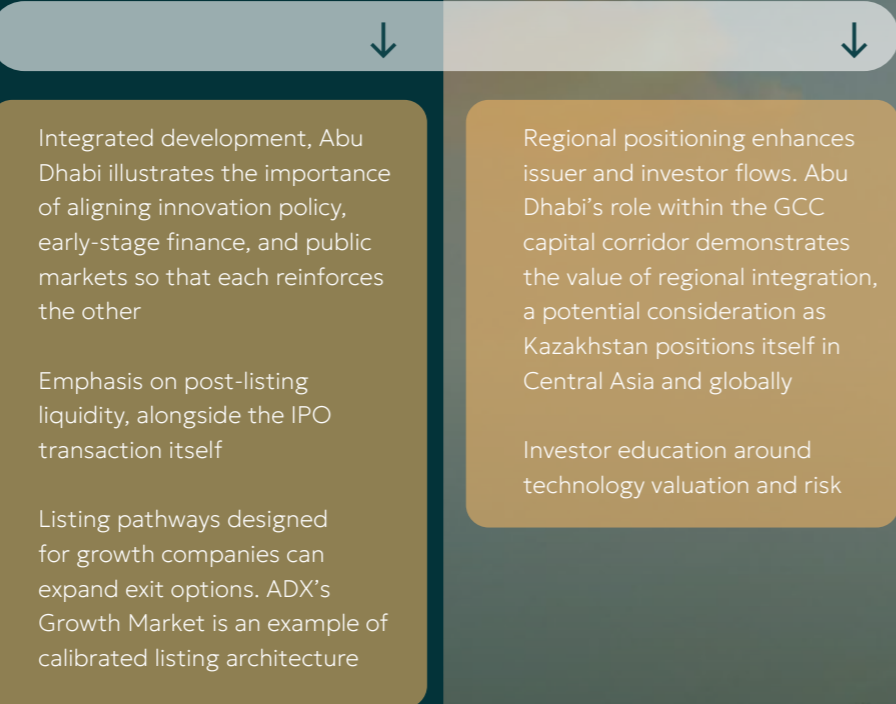 Integrated development, Abu
Dhabi illustrates the importance
of aligning innovation policy,
early-stage finance, and public
markets so that each reinforces
the other
Emphasis on post-listing
liquidity, alongside the IPO
transaction itself
Listing pathways designed
for growth companies can
expand exit options. ADX’s
Growth Market is an example of
calibrated listing architecture
Regional positioning enhances
issuer and investor flows. Abu
Dhabi’s role within the GCC
capital corridor demonstrates
the value of regional integration,
a potential consideration as
Kazakhstan positions itself in
Central Asia and globally
Investor education around
technology valuation and risk